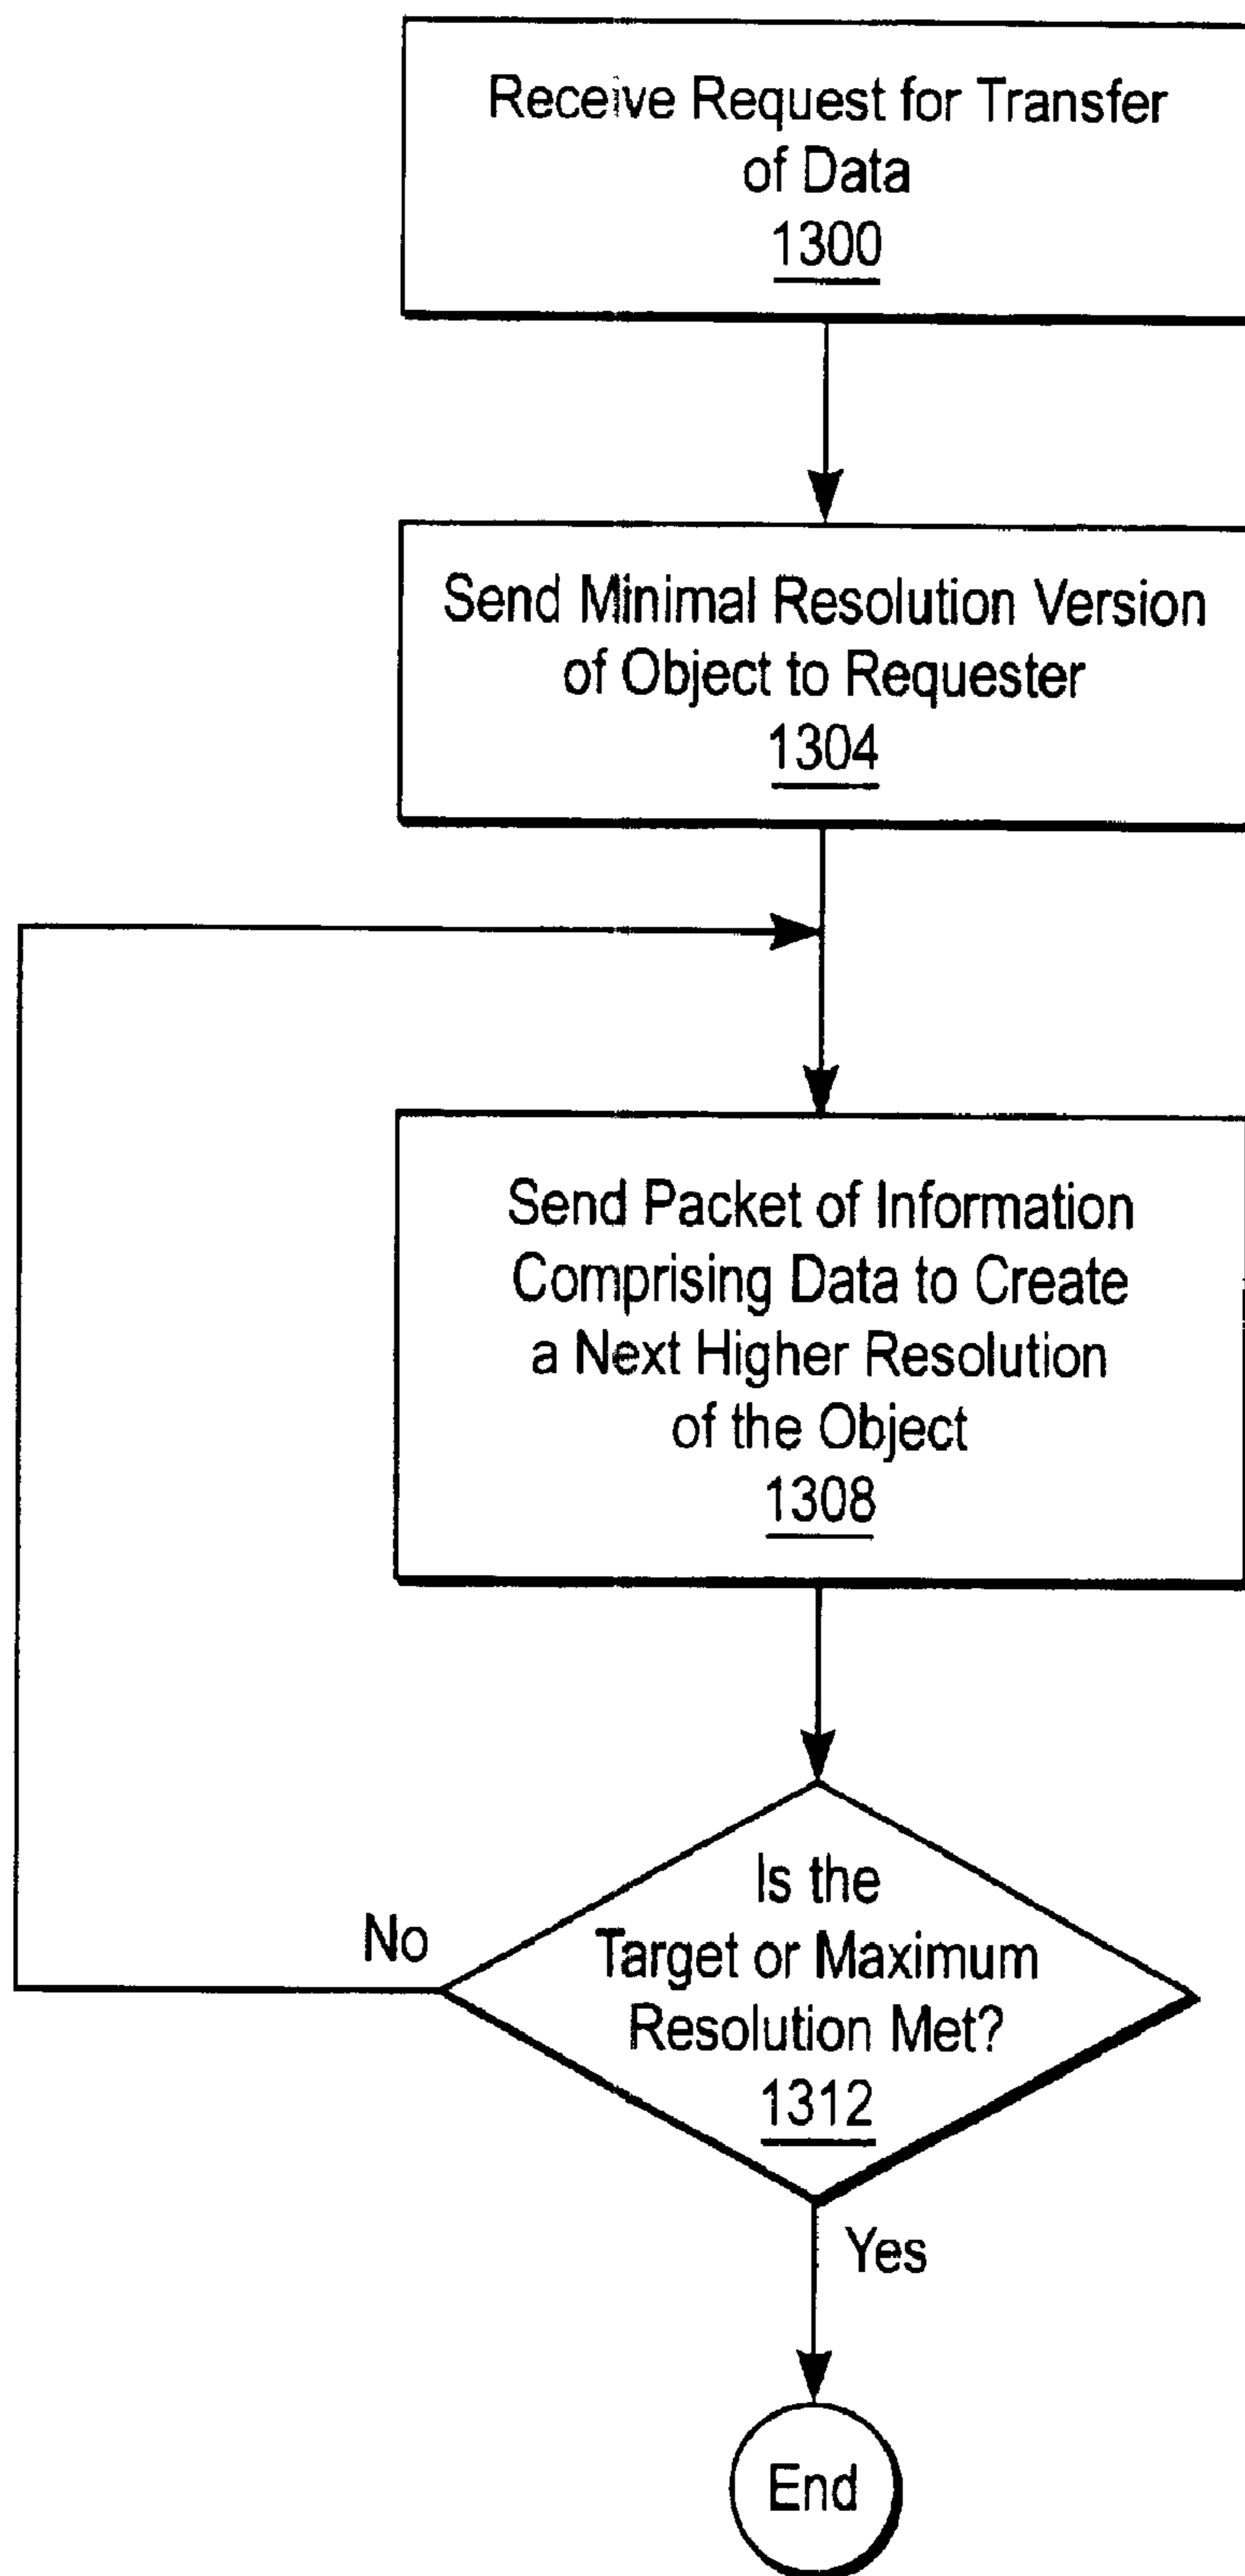 Receive Request for Transfer
of Data
1300
Send Minimal Resolution Version
of Object to Requester
1304
Send Packet of Information
Comprising Data to Create
a Next Higher Resolution
of the Object
1308
Is the
Target or Maximum
Resolution Met?
1312
No
Yes
End